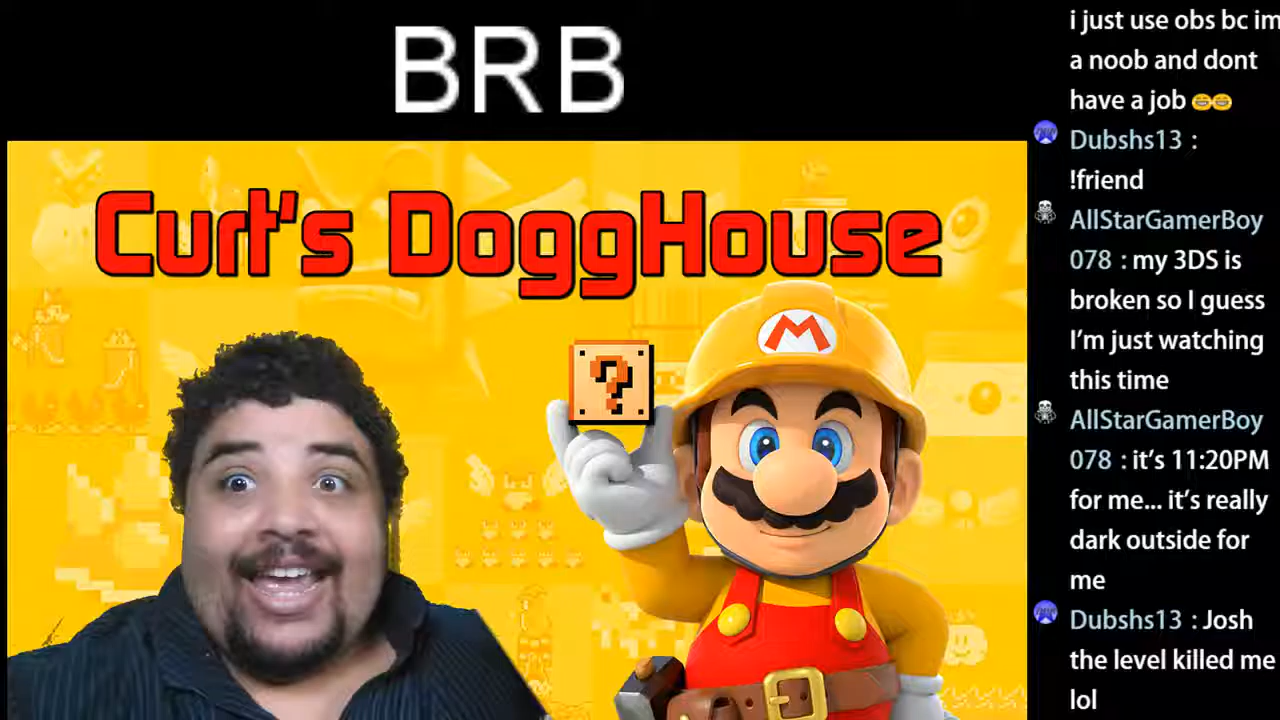 BRB
Curt's DoggHouse
?
M
i just use obs bc im
a noob and dont
have a job 😂😂
Dubshs13 :
!friend
AllStarGamerBoy
078 : my 3DS is
broken so I guess
I'm just watching
this time
AllStarGamerBoy
078 : it's 11:20PM
for me... it's really
dark outside for
me
Dubshs13 : Josh
the level killed me
lol